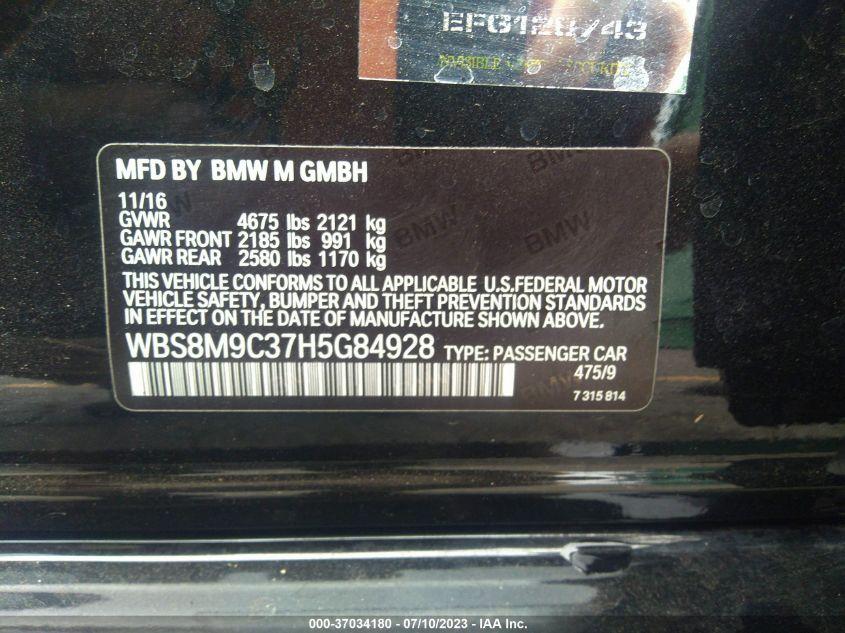 MFD BY BMW M GMBH
11/16
GVWR 4675 lbs 2121 kg
GAWR FRONT 2185 lbs 991 kg
GAWR REAR 2580 lbs 1170 kg
THIS VEHICLE CONFORMS TO ALL APPLICABLE U.S.FEDERAL MOTOR
VEHICLE SAFETY, BUMPER AND THEFT PREVENTION STANDARDS
IN EFFECT ON THE DATE OF MANUFACTURE SHOWN ABOVE.
WBS8M9C37H5G84928 TYPE: PASSENGER CAR
475/9
7 315 814
000-37034180 - 07/10/2023 - IAA Inc.